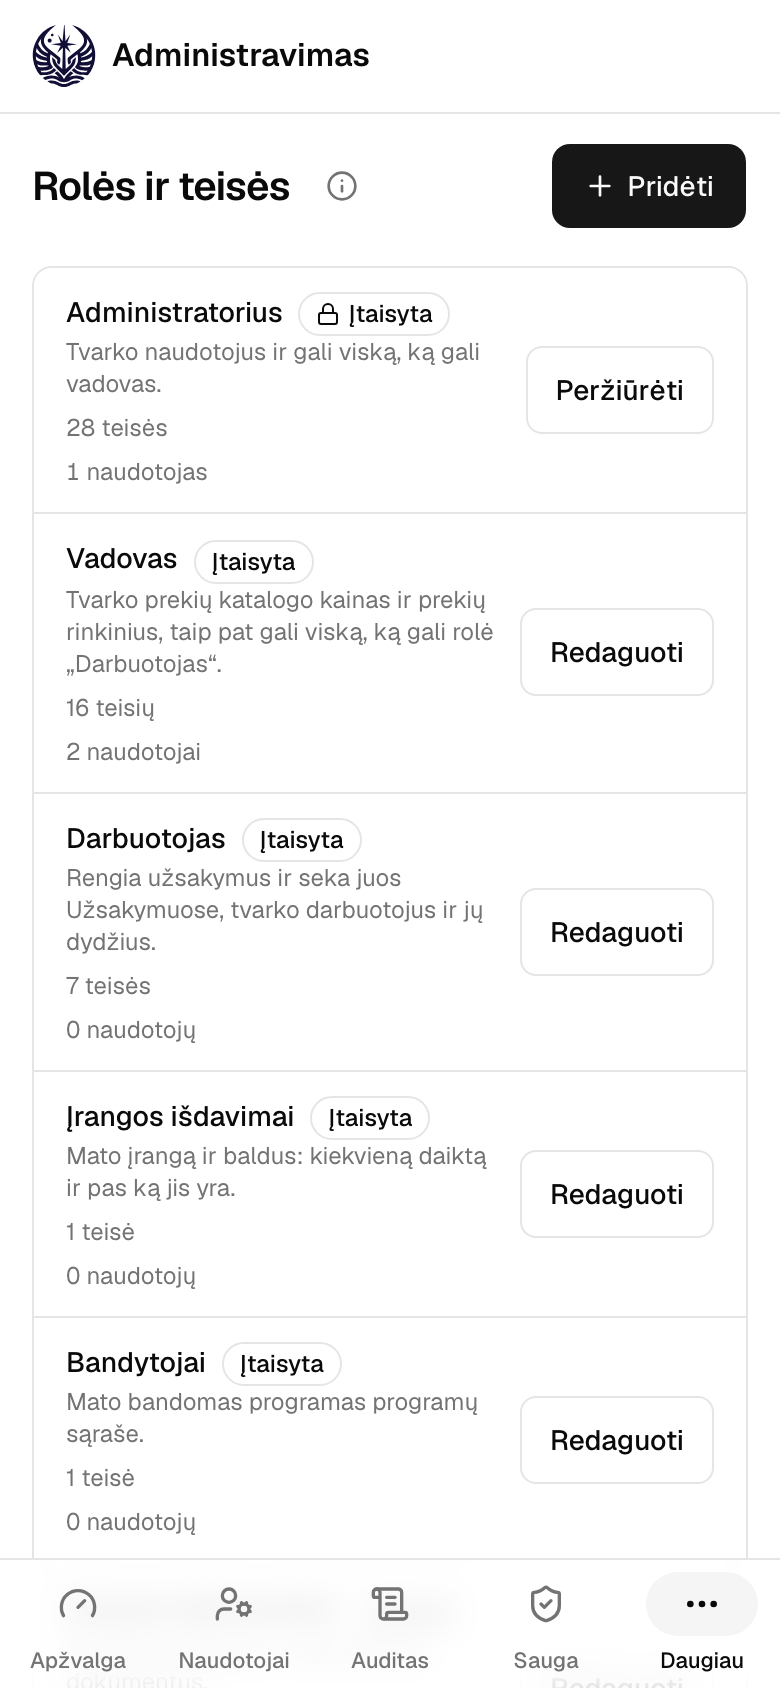 Administravimas
Rolės ir teisės
Pridėti
Administratorius
Įtaisyta
Tvarko naudotojus ir gali viską, ką gali
vadovas.
28 teisės
1 naudotojas
Peržiūrėti
Vadovas
Įtaisyta
Tvarko prekių katalogo kainas ir prekių
rinkinius, taip pat gali viską, ką gali rolė
„Darbuotojas“.
16 teisių
2 naudotojai
Redaguoti
Darbuotojas
Įtaisyta
Rengia užsakymus ir seka juos
Užsakymuose, tvarko darbuotojus ir jų
dydžius.
7 teisės
0 naudotojų
Redaguoti
Įrangos išdavimai
Įtaisyta
Mato įrangą ir baldus: kiekvieną daiktą
ir pas ką jis yra.
1 teisė
0 naudotojų
Redaguoti
Bandytojai
Įtaisyta
Mato bandomas programas programų
sąraše.
1 teisė
0 naudotojų
Redaguoti
Apžvalga
Naudotojai
Auditas
Sauga
Daugiau
dokumentus.
Redaguoti